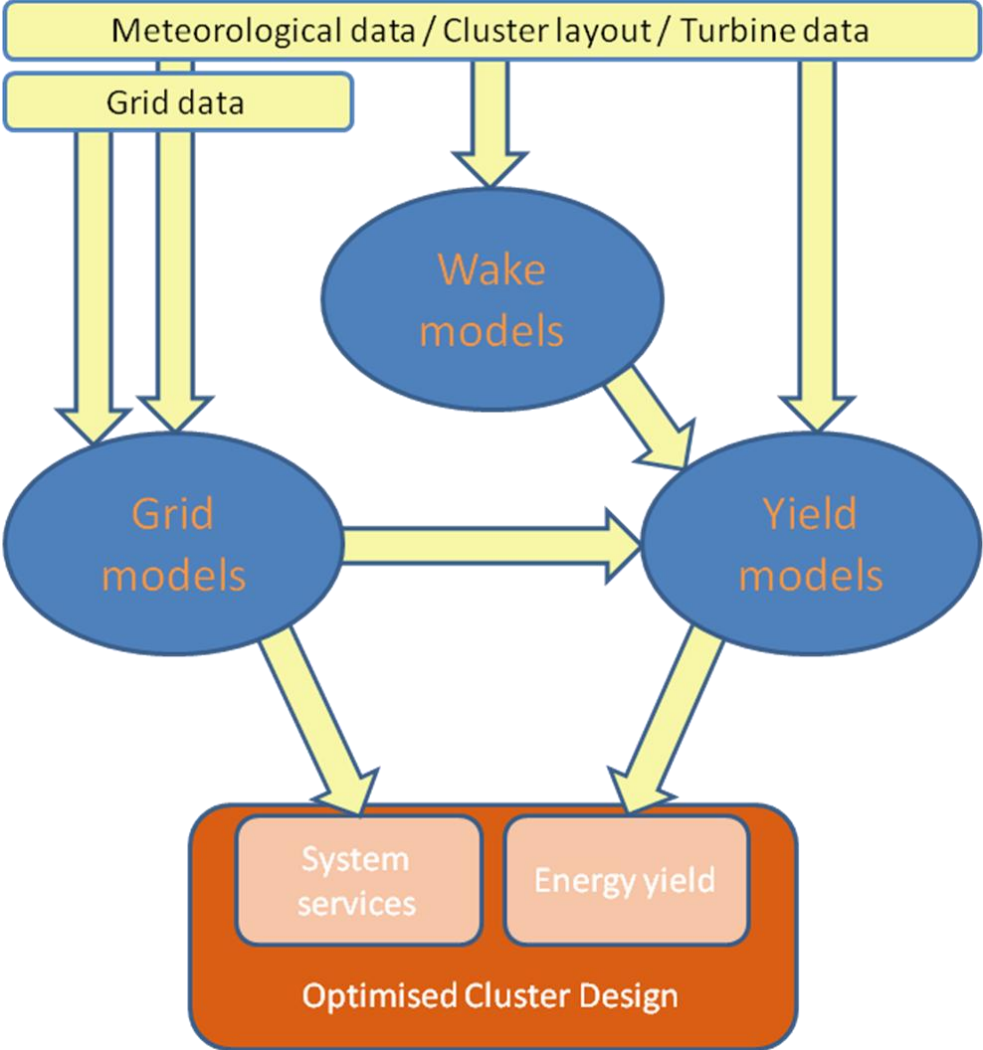 Meteorological data / Cluster layout / Turbine data
Grid data
Wake
models
Grid
models
Yield
models
System
services
Energy yield
Optimised Cluster Design